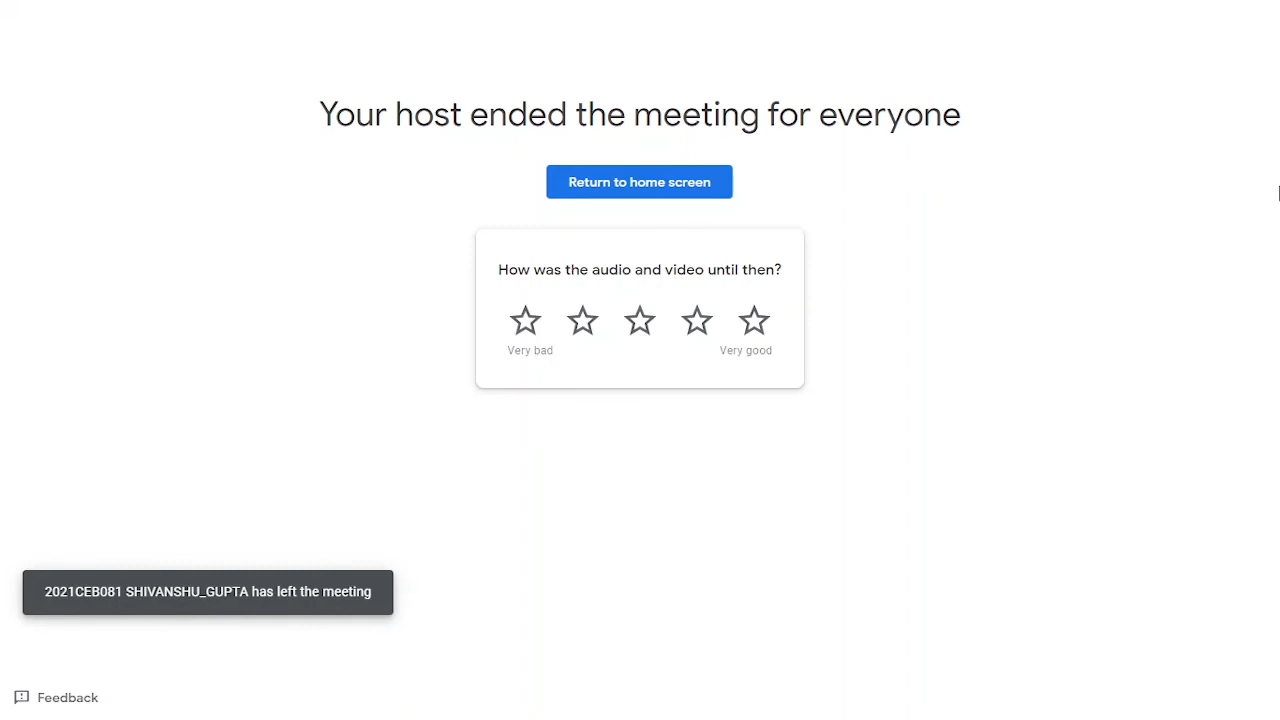 Your host ended the meeting for everyone
Return to home screen
How was the audio and video until then?
Very bad
Very good
2021CEB081 SHIVANSHU_GUPTA has left the meeting
Feedback